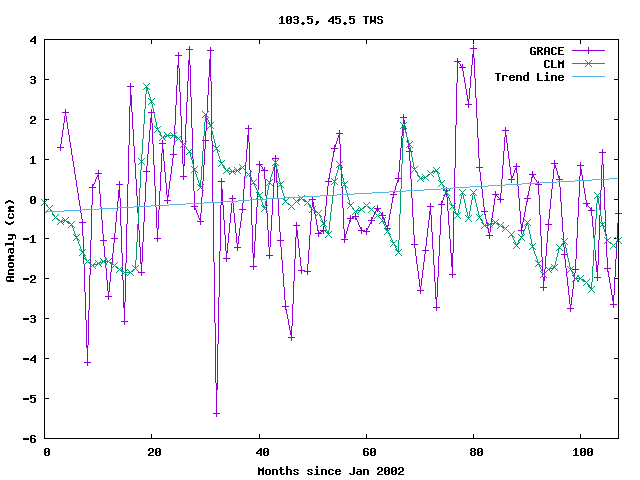 103.5, 45.5 TWS
GRACE
CLM
Trend Line
4
3
2
1
0
-1
-2
-3
-4
-5
-6
Anomaly (cm)
0 20 40 60 80 100
Months since Jan 2002